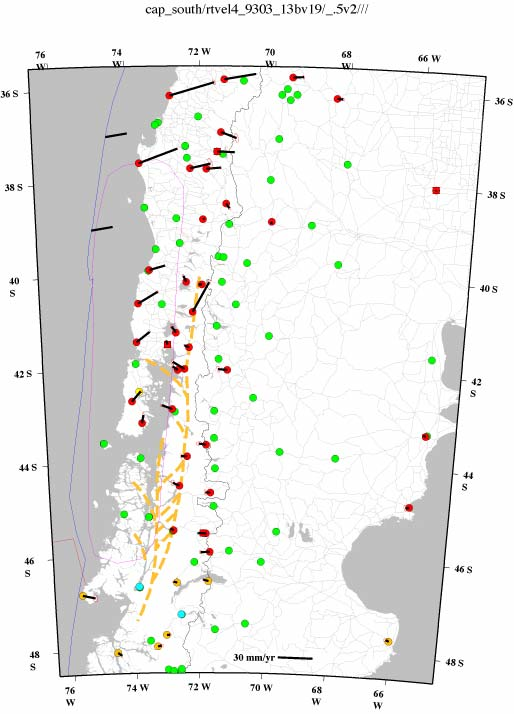 cap_south/rtvel4_9303_13bv19/_.5v2///
76 W
74 W
72 W
70 W
68 W
66 W
36 S
36 S
38 S
38 S
40 S
40 S
42 S
42 S
44 S
44 S
46 S
46 S
48 S
48 S
30 mm/yr
76 W
74 W
72 W
70 W
68 W
66 W